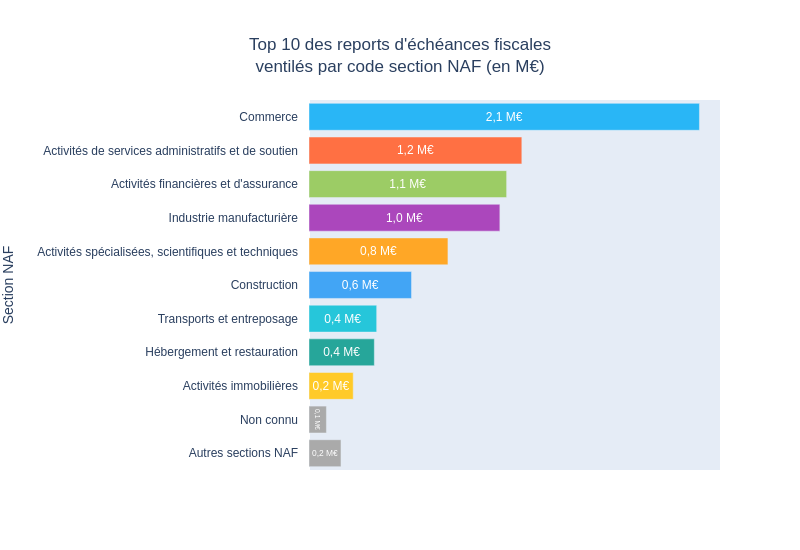 Top 10 des reports d'échéances fiscales
ventilés par code section NAF (en M€)
Section NAF
Commerce 2,1 M€
Activités de services administratifs et de soutien 1,2 M€
Activités financières et d'assurance 1,1 M€
Industrie manufacturière 1,0 M€
Activités spécialisées, scientifiques et techniques 0,8 M€
Construction 0,6 M€
Transports et entreposage 0,4 M€
Hébergement et restauration 0,4 M€
Activités immobilières 0,2 M€
Non connu 0,1 M€
Autres sections NAF 0,2 M€